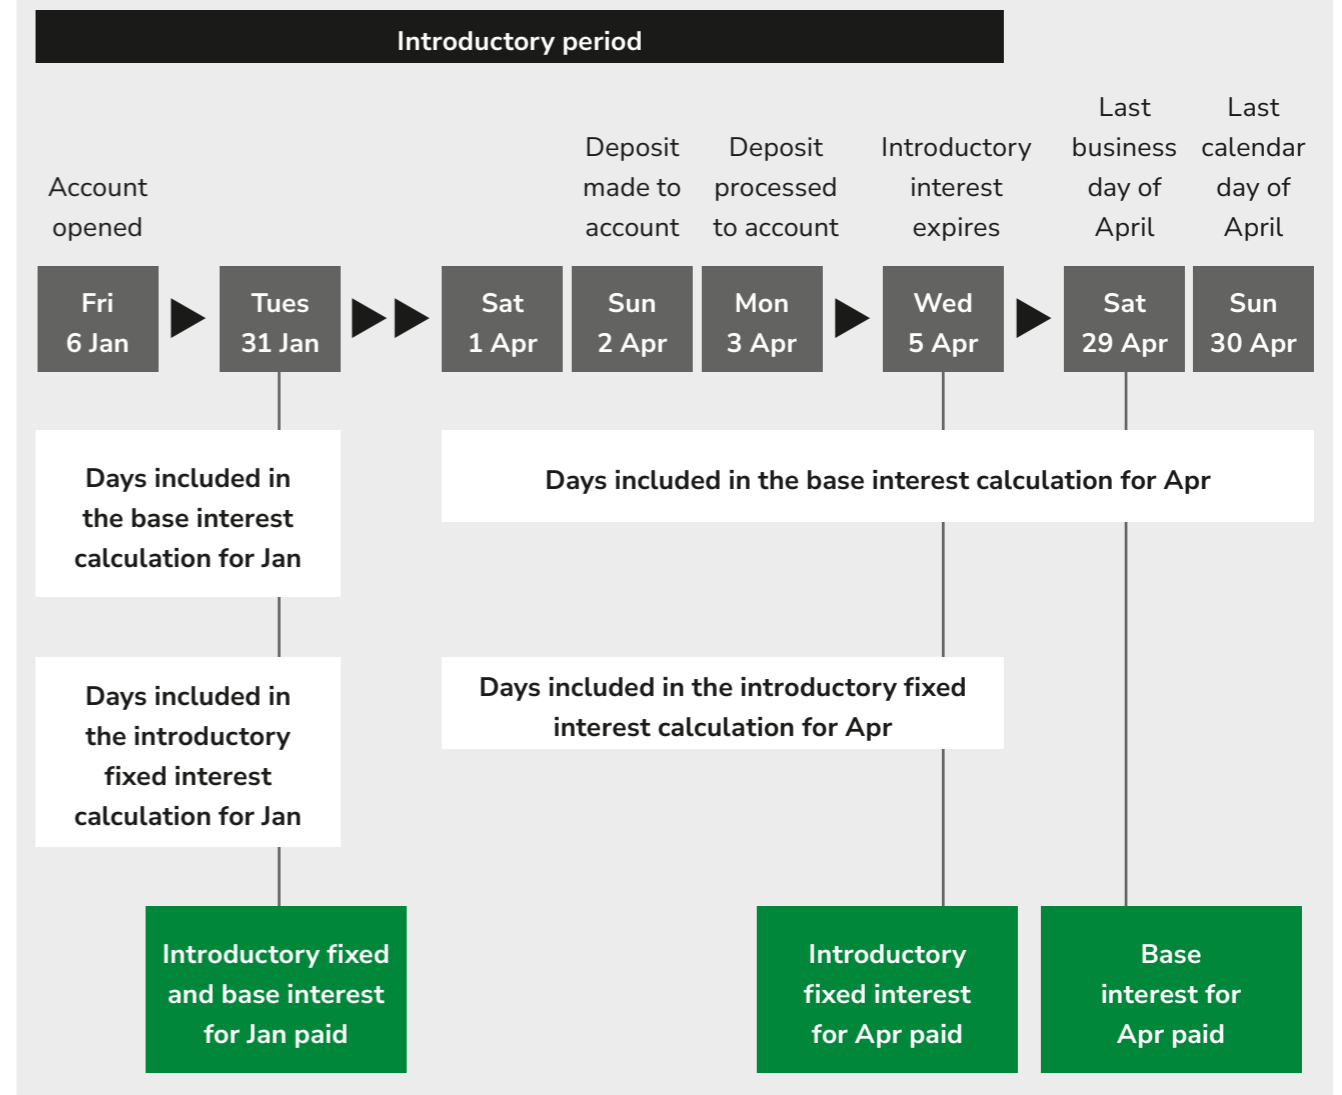 Introductory period
Account
opened
Deposit
made to
account
Deposit
processed
to account
Introductory
interest
expires
Last
business
day of
April
Last
calendar
day of
April
Fri
6 Jan
Tues
31 Jan
Sat
1 Apr
Sun
2 Apr
Mon
3 Apr
Wed
5 Apr
Sat
29 Apr
Sun
30 Apr
Days included in
the base interest
calculation for Jan
Days included in the base interest calculation for Apr
Days included in
the introductory
fixed interest
calculation for Jan
Days included in the introductory fixed
interest calculation for Apr
Introductory fixed
and base interest
for Jan paid
Introductory
fixed interest
for Apr paid
Base
interest for
Apr paid